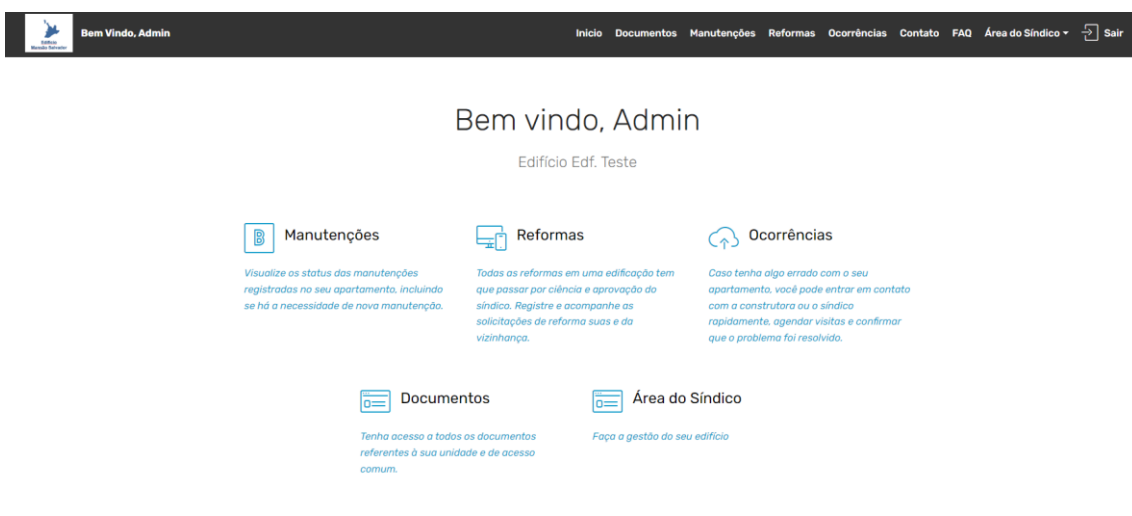 Edifício
Mansão Salvador
Bem Vindo, Admin
Inicio Documentos Manutenções Reformas Ocorrências Contato FAQ Área do Síndico Sair
Bem vindo, Admin
Edifício Edf. Teste
B
Manutenções
Visualize os status das manutenções
registradas no seu apartamento, incluindo
se há a necessidade de nova manutenção.
Reformas
Todas as reformas em uma edificação tem
que passar por ciência e aprovação do
síndico. Registre e acompanhe as
solicitações de reforma suas e da
vizinhança.
Ocorrências
Caso tenha algo errado com o seu
apartamento, você pode entrar em contato
com a construtora ou o síndico
rapidamente, agendar visitas e confirmar
que o problema foi resolvido.
Documentos
Tenha acesso a todos os documentos
referentes à sua unidade e de acesso
comum.
Área do Síndico
Faça a gestão do seu edifício